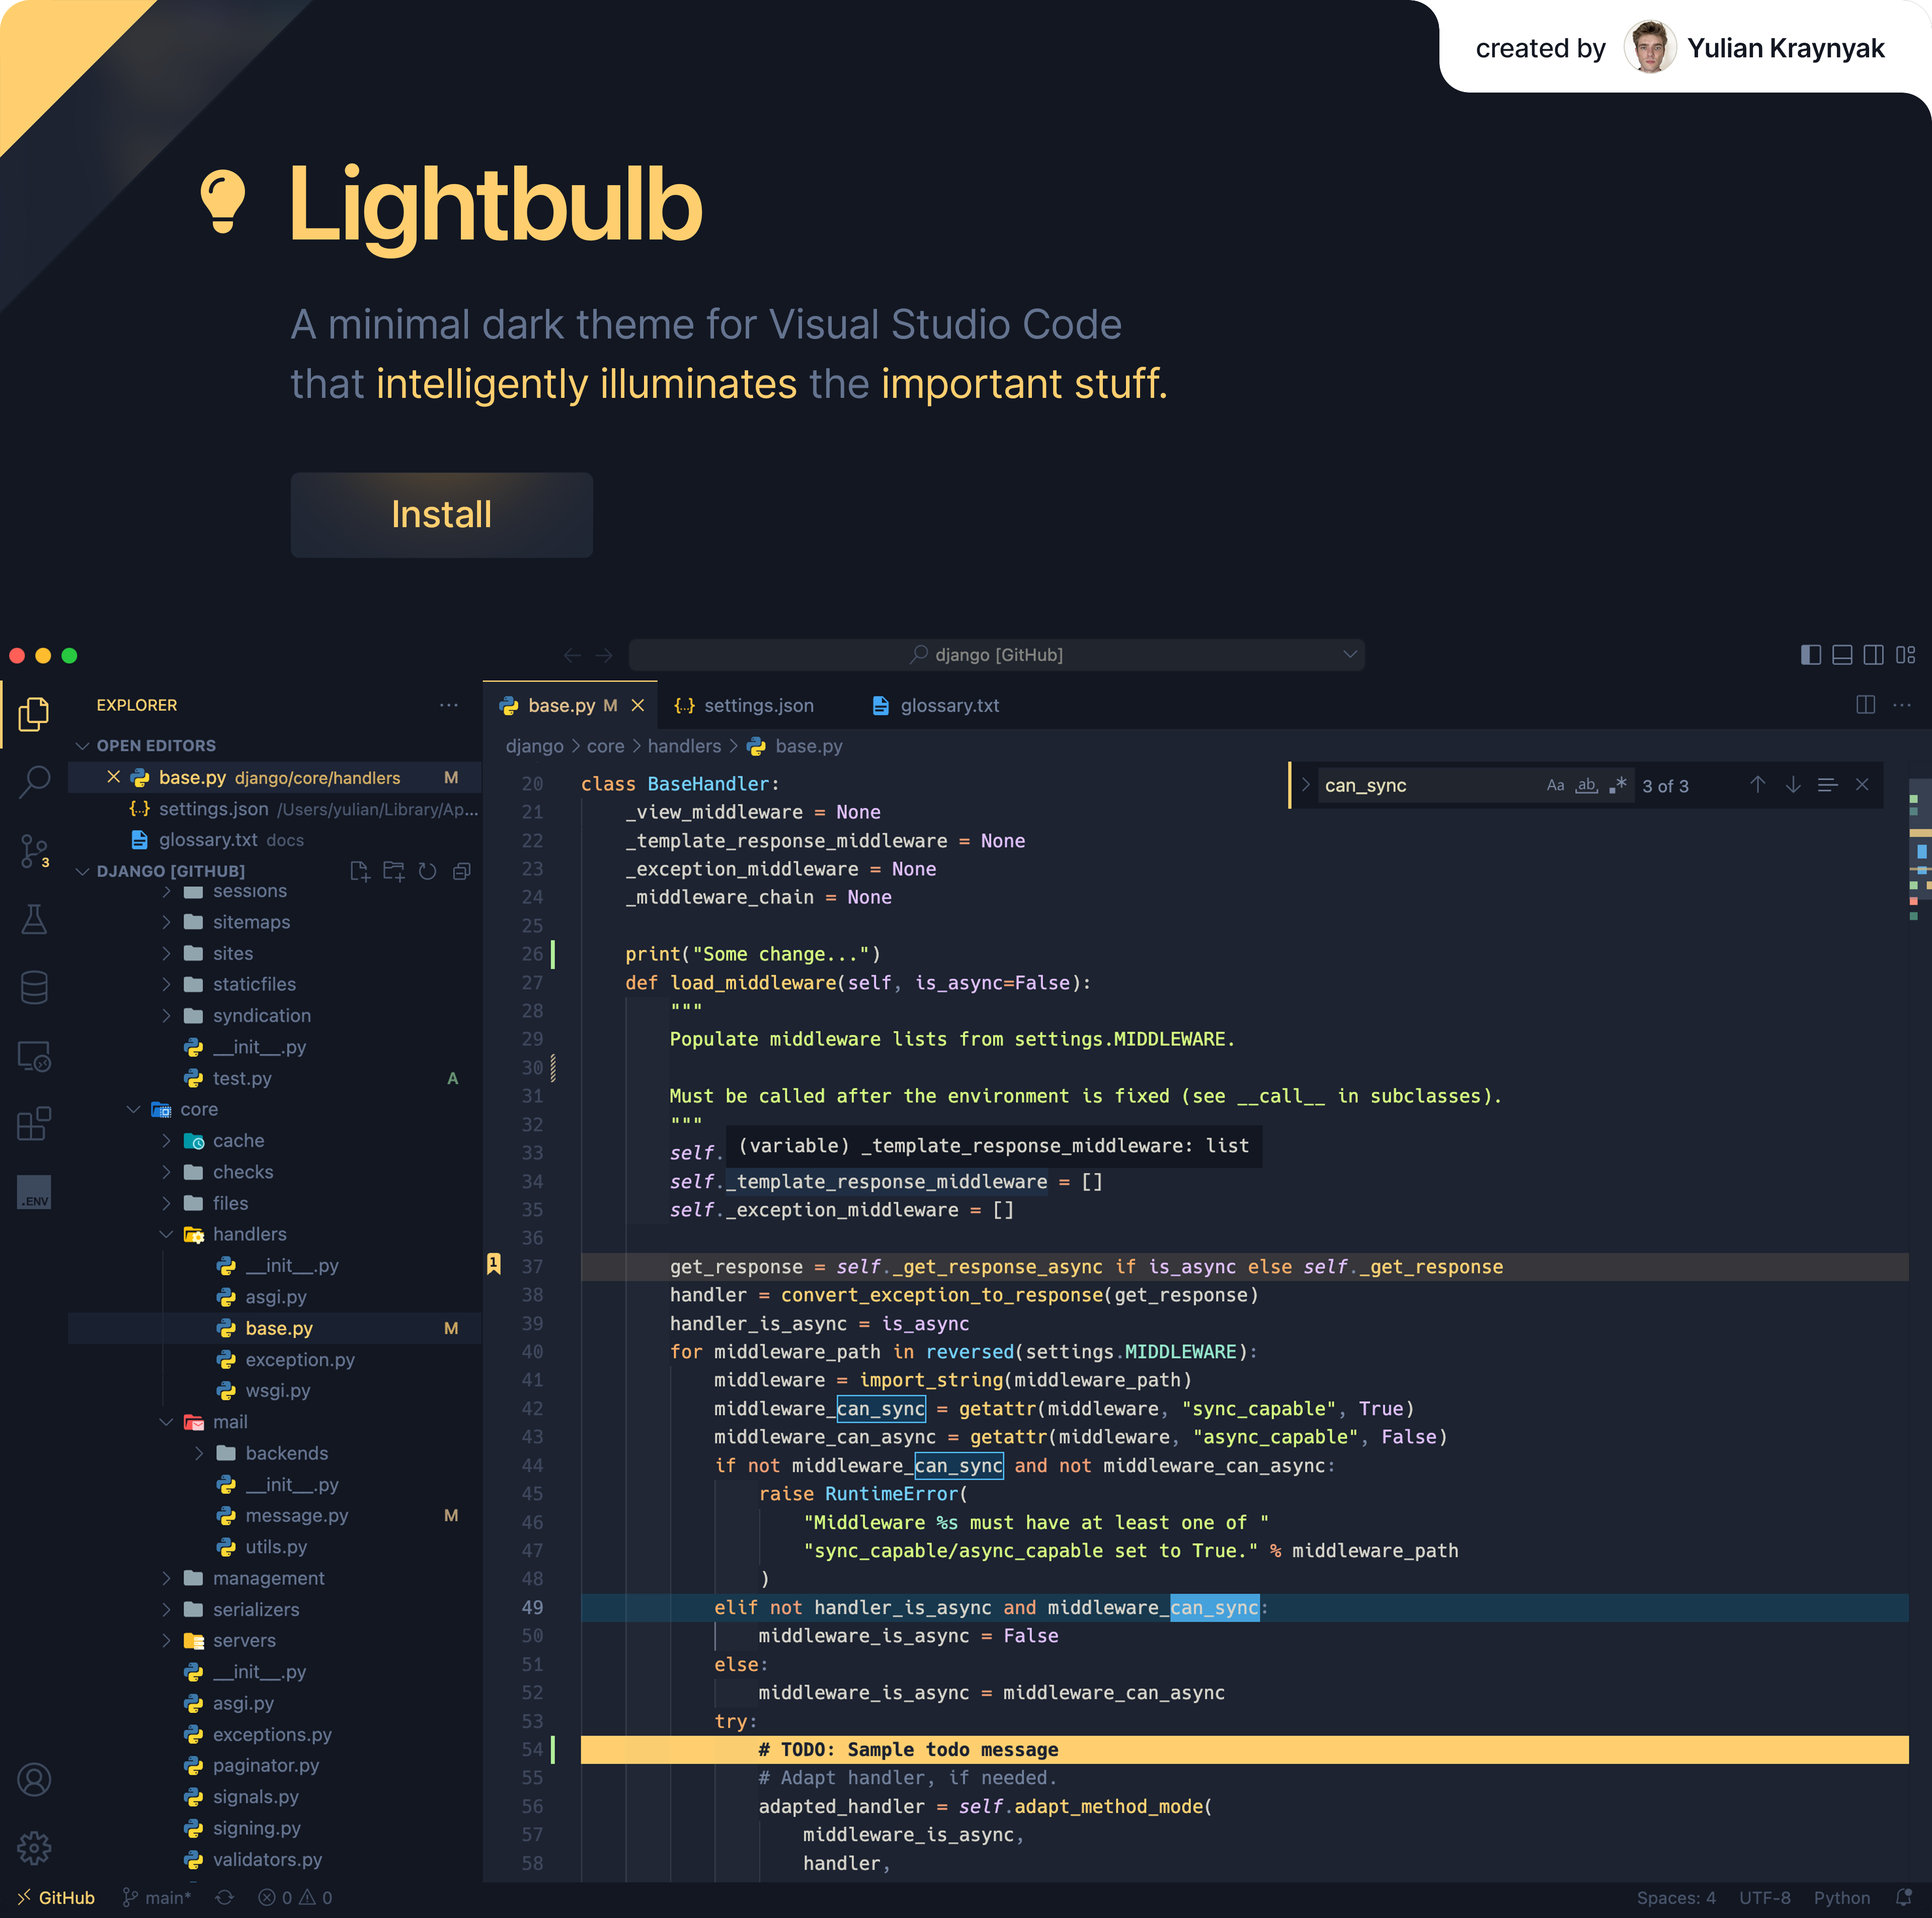 created by Yulian Kraynyak
Lightbulb
A minimal dark theme for Visual Studio Code
that intelligently illuminates the important stuff.
Install
django [GitHub]
EXPLORER
OPEN EDITORS
base.py django/core/handlers M
settings.json /Users/yulian/Library/Ap...
glossary.txt docs
DJANGO [GITHUB]
sessions
sitemaps
sites
staticfiles
syndication
__init__.py
test.py A
core
cache
checks
files
handlers
__init__.py
asgi.py
base.py M
exception.py
wsgi.py
mail
backends
__init__.py
message.py M
utils.py
management
serializers
servers
__init__.py
asgi.py
exceptions.py
paginator.py
signals.py
signing.py
validators.py
3
.ENV
base.py M settings.json glossary.txt
django > core > handlers > base.py
can_sync Aa ab .* 3 of 3
20 class BaseHandler:
21 _view_middleware = None
22 _template_response_middleware = None
23 _exception_middleware = None
24 _middleware_chain = None
25
26 print("Some change...")
27 def load_middleware(self, is_async=False):
28 """
29 Populate middleware lists from settings.MIDDLEWARE.
30
31 Must be called after the environment is fixed (see __call__ in subclasses).
32 """
(variable) _template_response_middleware: list
33 self.
34 self._template_response_middleware = []
35 self._exception_middleware = []
36
1 37 get_response = self._get_response_async if is_async else self._get_response
38 handler = convert_exception_to_response(get_response)
39 handler_is_async = is_async
40 for middleware_path in reversed(settings.MIDDLEWARE):
41 middleware = import_string(middleware_path)
42 middleware_can_sync = getattr(middleware, "sync_capable", True)
43 middleware_can_async = getattr(middleware, "async_capable", False)
44 if not middleware_can_sync and not middleware_can_async:
45 raise RuntimeError(
46 "Middleware %s must have at least one of "
47 "sync_capable/async_capable set to True." % middleware_path
48 )
49 elif not handler_is_async and middleware_can_sync:
50 middleware_is_async = False
51 else:
52 middleware_is_async = middleware_can_async
53 try:
54 # TODO: Sample todo message
55 # Adapt handler, if needed.
56 adapted_handler = self.adapt_method_mode(
57 middleware_is_async,
58 handler,
GitHub main* 0 0 Spaces: 4 UTF-8 Python